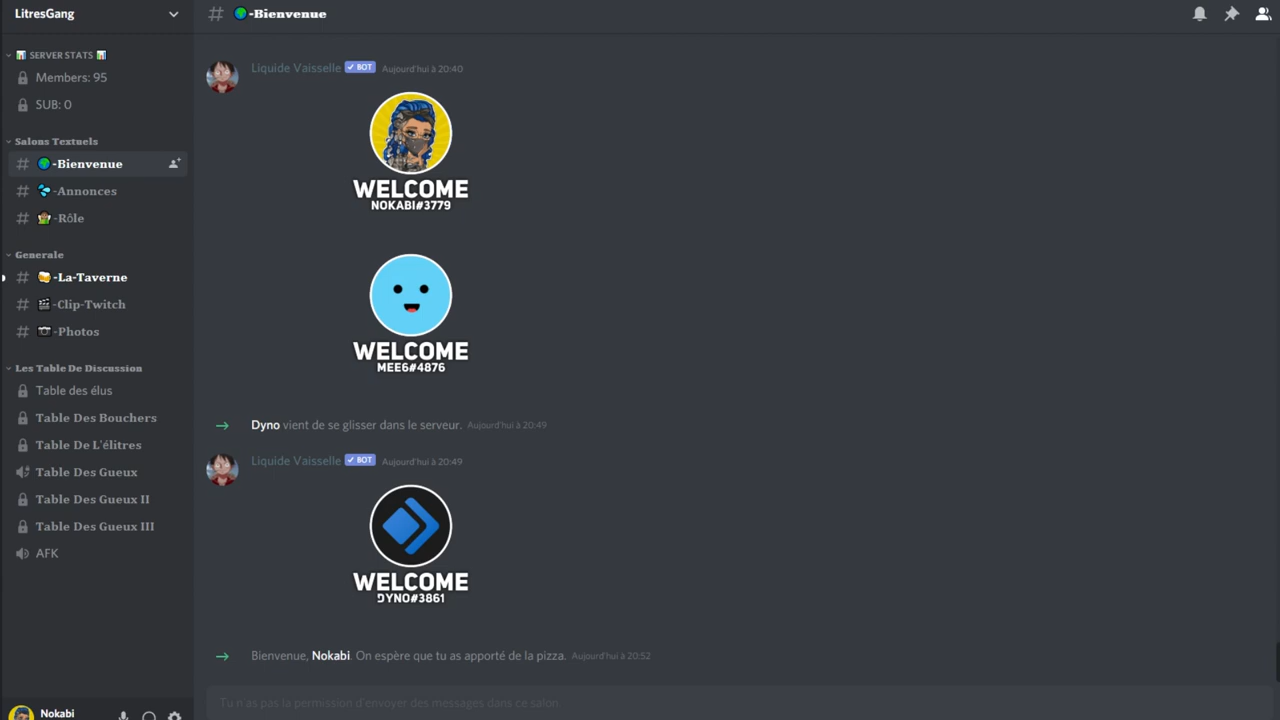 LitresGang
SERVER STATS
Members: 95
SUB: 0
Salons Textuels
-Bienvenue
-Annonces
-Rôle
Generale
-La-Taverne
-Clip-Twitch
-Photos
Les Table De Discussion
Table des élus
Table Des Bouchers
Table De L'élitres
Table Des Gueux
Table Des Gueux II
Table Des Gueux III
AFK
Nokabi
# -Bienvenue
Liquide Vaisselle BOT Aujourd'hui à 20:40
WELCOME
NOKABI#3779
WELCOME
MEE6#4876
Dyno vient de se glisser dans le serveur. Aujourd'hui à 20:49
Liquide Vaisselle BOT Aujourd'hui à 20:49
WELCOME
DYNO#3861
Bienvenue, Nokabi. On espère que tu as apporté de la pizza. Aujourd'hui à 20:52
Tu n'as pas la permission d'envoyer des messages dans ce salon